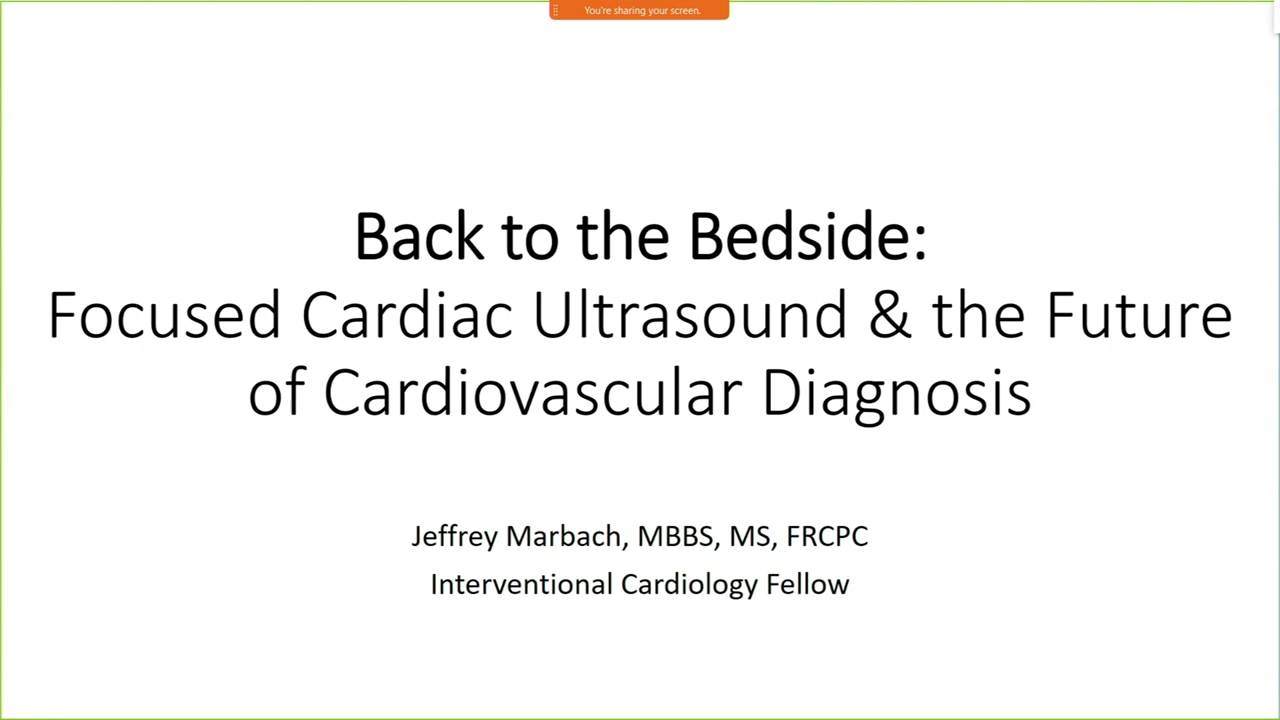 You're sharing your screen.
Back to the Bedside:
Focused Cardiac Ultrasound & the Future
of Cardiovascular Diagnosis
Jeffrey Marbach, MBBS, MS, FRCPC
Interventional Cardiology Fellow